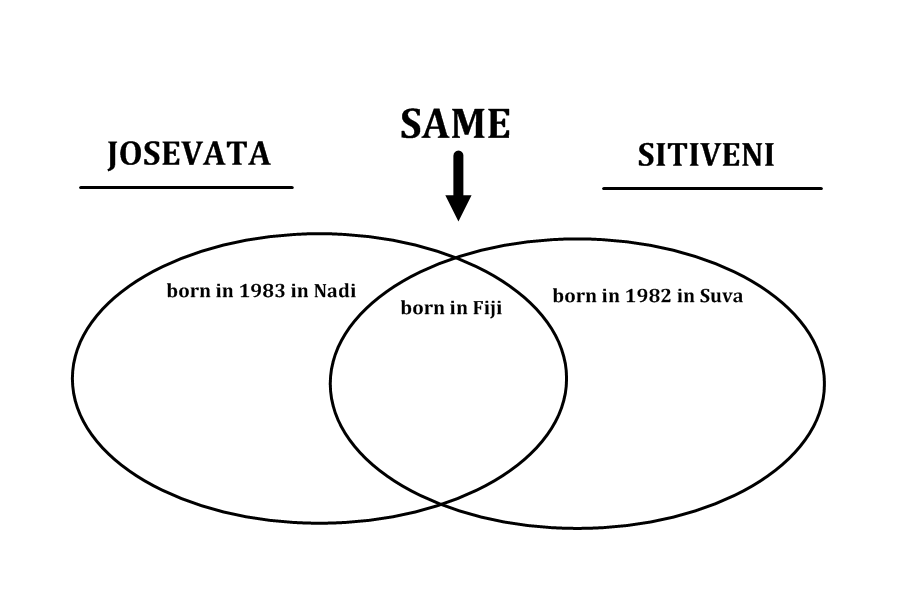 SAME
JOSEVATA
SITIVENI
born in 1983 in Nadi
born in Fiji
born in 1982 in Suva